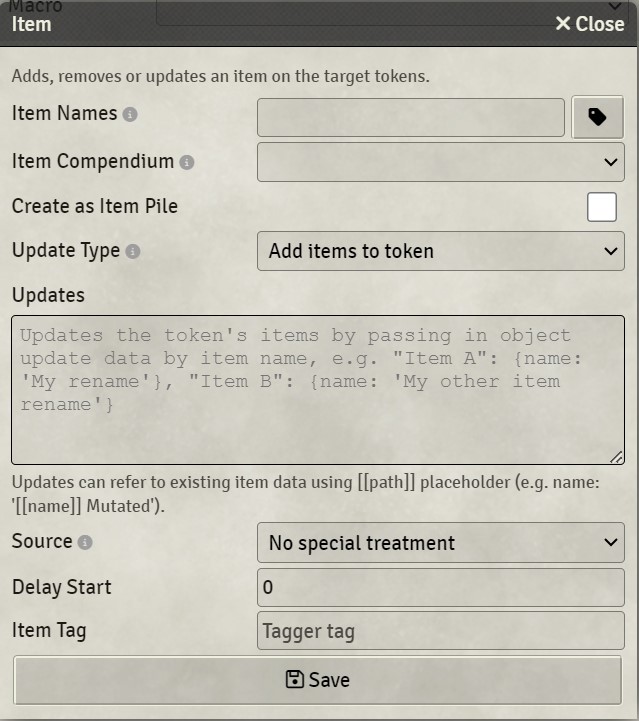 Macro
Item
Close
Adds, removes or updates an item on the target tokens.
Item Names
Item Compendium
Create as Item Pile
Update Type
Add items to token
Updates
Updates the token's items by passing in object
update data by item name, e.g. "Item A": {name:
'My rename'}, "Item B": {name: 'My other item
rename'}
Updates can refer to existing item data using [[path]] placeholder (e.g. name:
'[[name]] Mutated').
Source
No special treatment
Delay Start
0
Item Tag
Tagger tag
Save